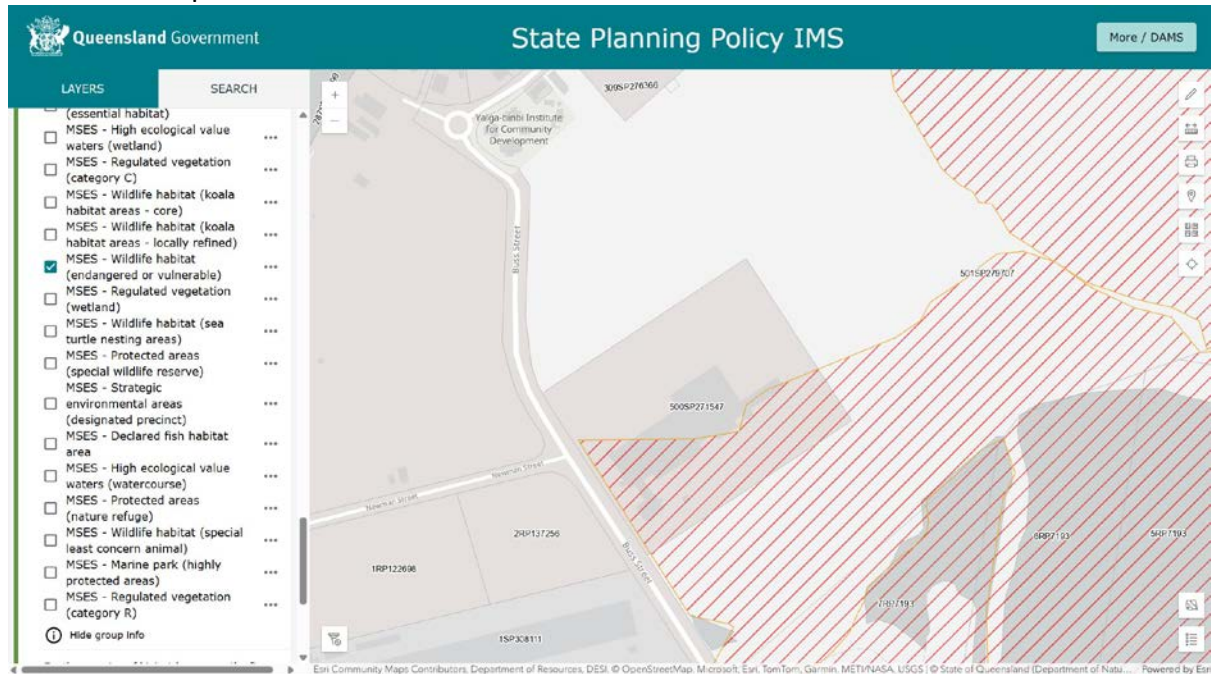 Queensland Government
State Planning Policy IMS
More / DAMS
LAYERS
SEARCH
(essential habitat)
MSES - High ecological value
waters (wetland)
MSES - Regulated vegetation
(category C)
MSES - Wildlife habitat (koala
habitat areas - core)
MSES - Wildlife habitat (koala
habitat areas - locally refined)
MSES - Wildlife habitat
(endangered or vulnerable)
MSES - Regulated vegetation
(wetland)
MSES - Wildlife habitat (sea
turtle nesting areas)
MSES - Protected areas
(special wildlife reserve)
MSES - Strategic
environmental areas
(designated precinct)
MSES - Declared fish habitat
area
MSES - High ecological value
waters (watercourse)
MSES - Protected areas
(nature refuge)
MSES - Wildlife habitat (special
least concern animal)
MSES - Marine park (highly
protected areas)
MSES - Regulated vegetation
(category R)
Hide group info
309SP276366
Yalga-binbi Institute
for Community
Development
Buss Street
501SP279707
500SP271547
Newman Street
Newman Street
2RP137256
Buss Street
1RP122698
6RP7193
5RP7193
7RP7193
1SP308111
Esri Community Maps Contributors, Department of Resources, DESI, © OpenStreetMap, Microsoft, Esri, TomTom, Garmin, METI/NASA, USGS | © State of Queensland (Department of Natu... Powered by Esri